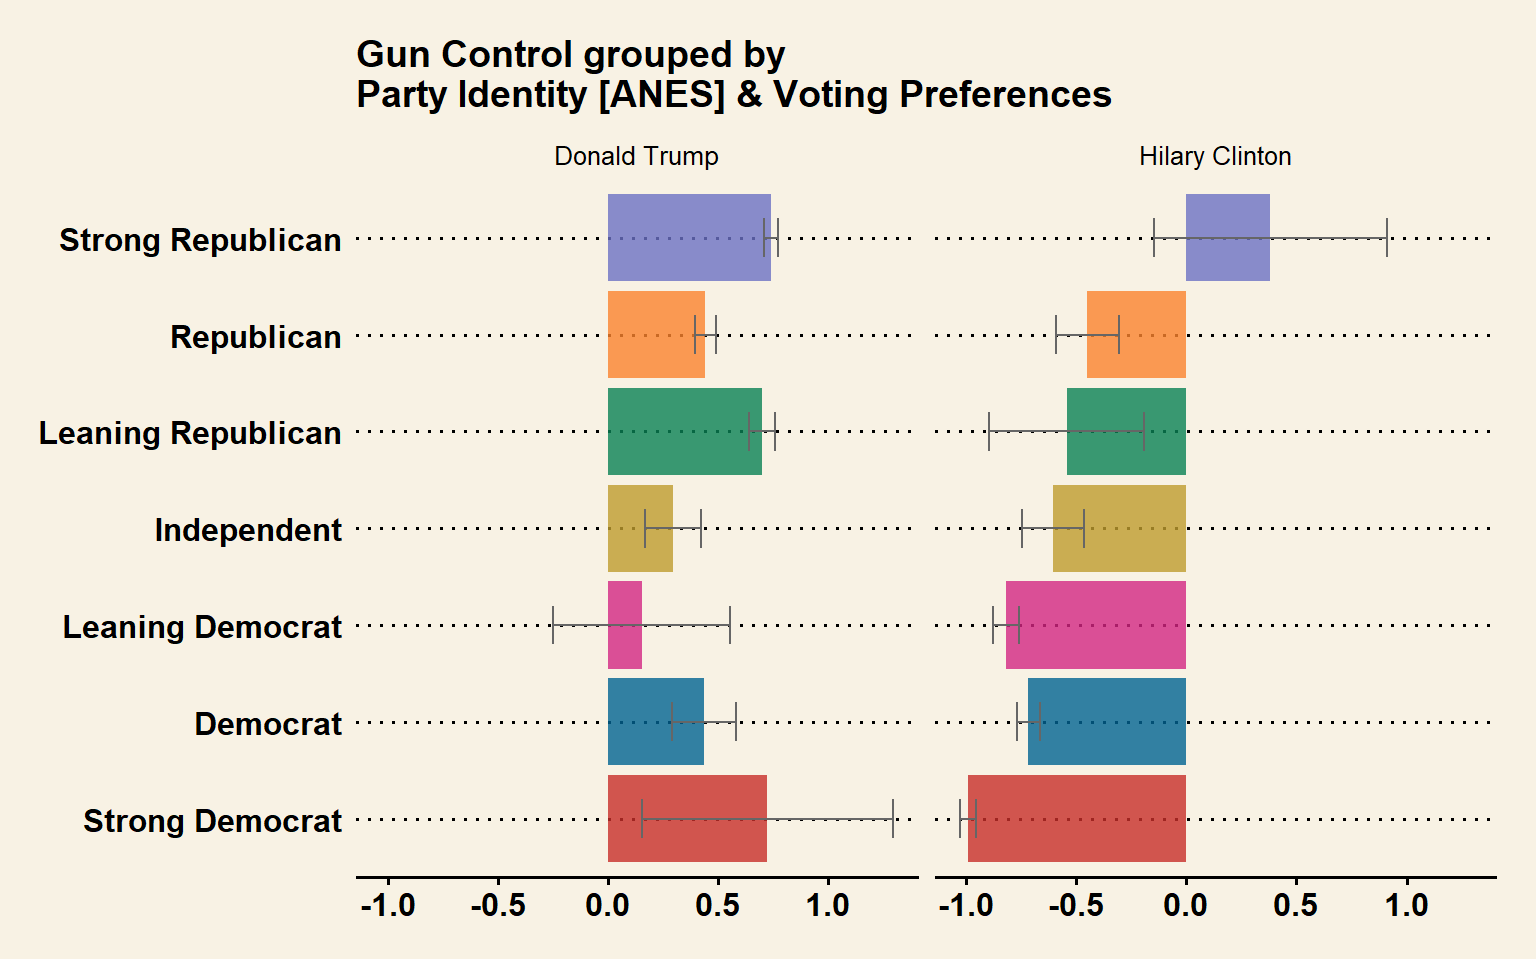 Gun Control grouped by
Party Identity [ANES] & Voting Preferences
Donald Trump
Hilary Clinton
Strong Republican
Republican
Leaning Republican
Independent
Leaning Democrat
Democrat
Strong Democrat
-1.0 -0.5 0.0 0.5 1.0
-1.0 -0.5 0.0 0.5 1.0